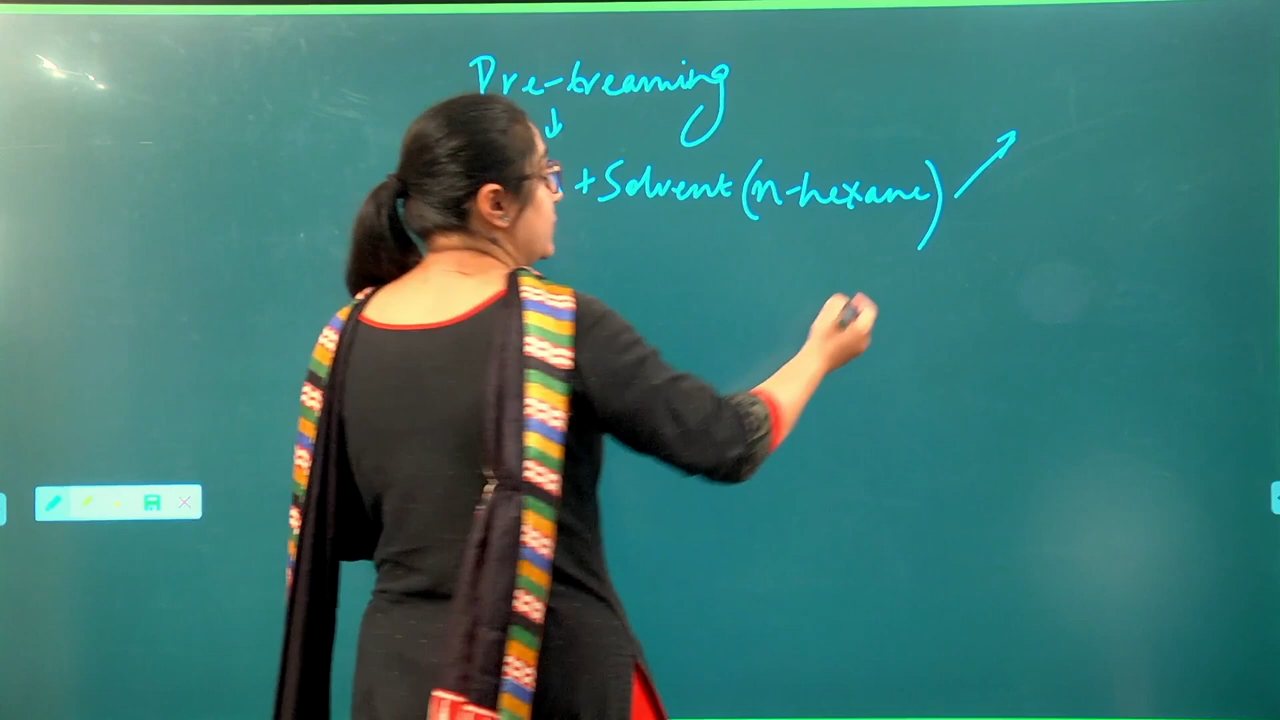 Pre-treaming
↓
+ Solvent (n-hexane) ↗